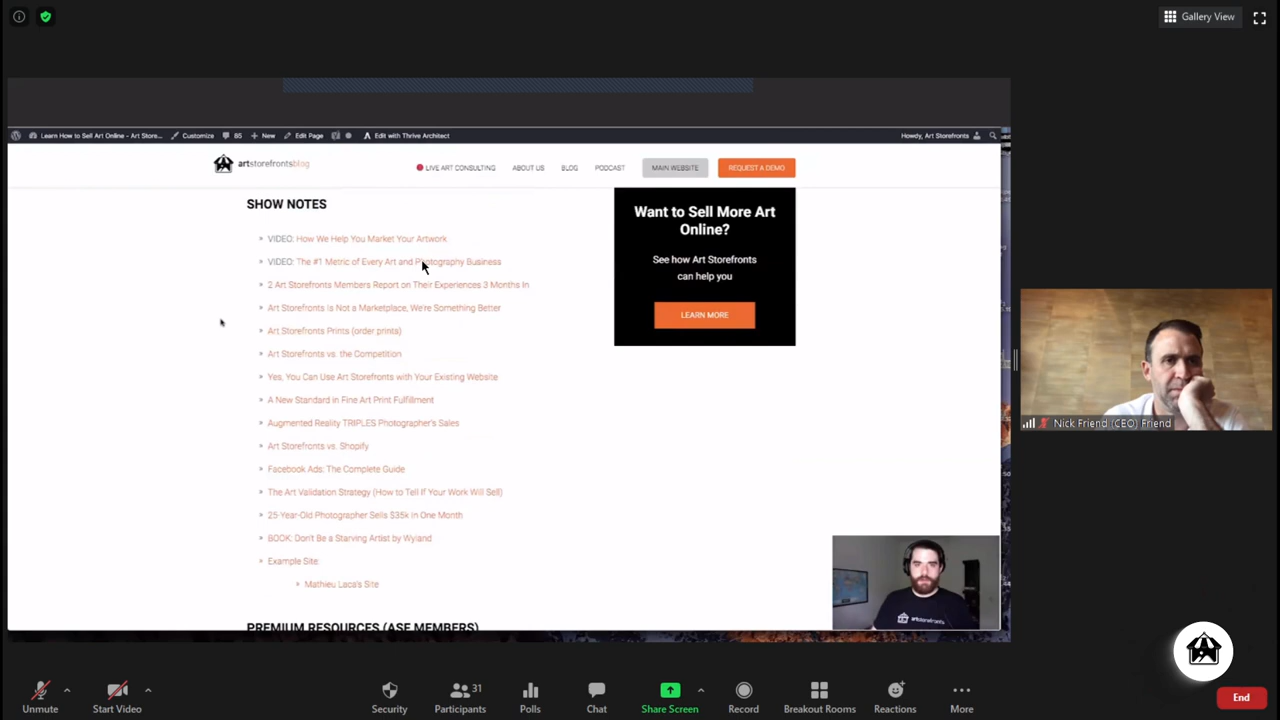 Gallery View
Learn How to Sell Art Online - Art Store...
Customize
85
New
Edit Page
Edit with Thrive Architect
Howdy, Art Storefronts
artstorefrontsblog
LIVE ART CONSULTING
ABOUT US
BLOG
PODCAST
MAIN WEBSITE
REQUEST A DEMO
SHOW NOTES
» VIDEO: How We Help You Market Your Artwork
» VIDEO: The #1 Metric of Every Art and Photography Business
» 2 Art Storefronts Members Report on Their Experiences 3 Months In
» Art Storefronts is Not a Marketplace, We're Something Better
» Art Storefronts Prints (order prints)
» Art Storefronts vs. the Competition
» Yes, You Can Use Art Storefronts with Your Existing Website
» A New Standard in Fine Art Print Fulfillment
» Augmented Reality TRIPLES Photographer's Sales
» Art Storefronts vs. Shopify
» Facebook Ads: The Complete Guide
» The Art Validation Strategy (How to Tell If Your Work Will Sell)
» 25-Year-Old Photographer Sells $35k in One Month
» BOOK: Don't Be a Starving Artist by Wyland
» Example Site
» Mathieu Laca's Site
PREMIUM RESOURCES (ASF MEMBERS)
Want to Sell More Art
Online?
See how Art Storefronts
can help you
LEARN MORE
Nick Friend (CEO) Friend
artstorefronts
Unmute
Start Video
Security
Participants
31
Polls
Chat
Share Screen
Record
Breakout Rooms
Reactions
More
End